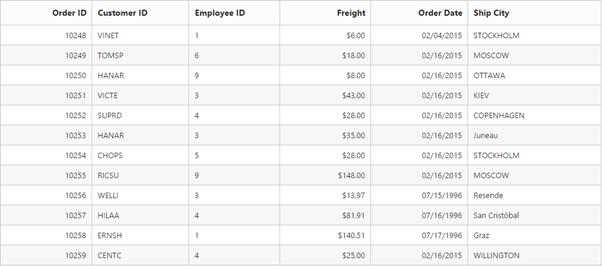 Order ID Customer ID Employee ID Freight Order Date Ship City
10248 VINET 1 $6.00 02/04/2015 STOCKHOLM
10249 TOMSP 6 $18.00 02/16/2015 MOSCOW
10250 HANAR 9 $8.00 02/16/2015 OTTAWA
10251 VICTE 3 $43.00 02/16/2015 KIEV
10252 SUPRD 4 $28.00 02/16/2015 COPENHAGEN
10253 HANAR 3 $35.00 02/16/2015 Juneau
10254 CHOPS 5 $28.00 02/16/2015 STOCKHOLM
10255 RICSU 9 $148.00 02/16/2015 MOSCOW
10256 WELLI 3 $13.97 07/15/1996 Resende
10257 HILAA 4 $81.91 07/16/1996 San Cristóbal
10258 ERNSH 1 $140.51 07/17/1996 Graz
10259 CENTC 4 $25.00 02/16/2015 WILLINGTON